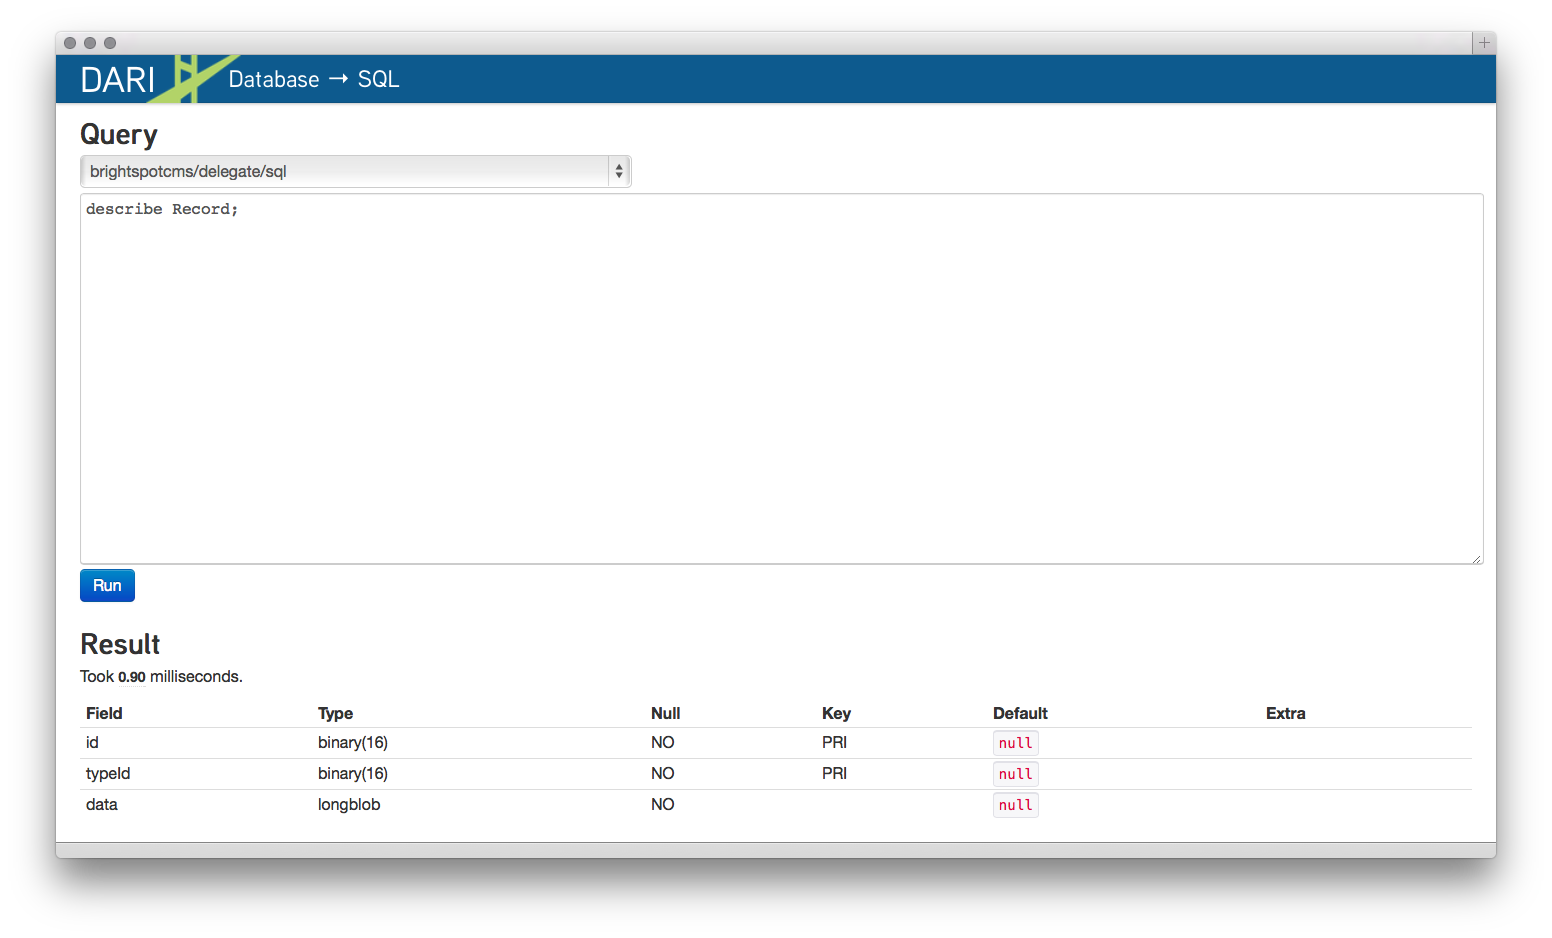 DARI Database → SQL
Query
brightspotcms/delegate/sql
describe Record;
Run
Result
Took 0.90 milliseconds.
Field Type Null Key Default Extra
id binary(16) NO PRI null
typeId binary(16) NO PRI null
data longblob NO null